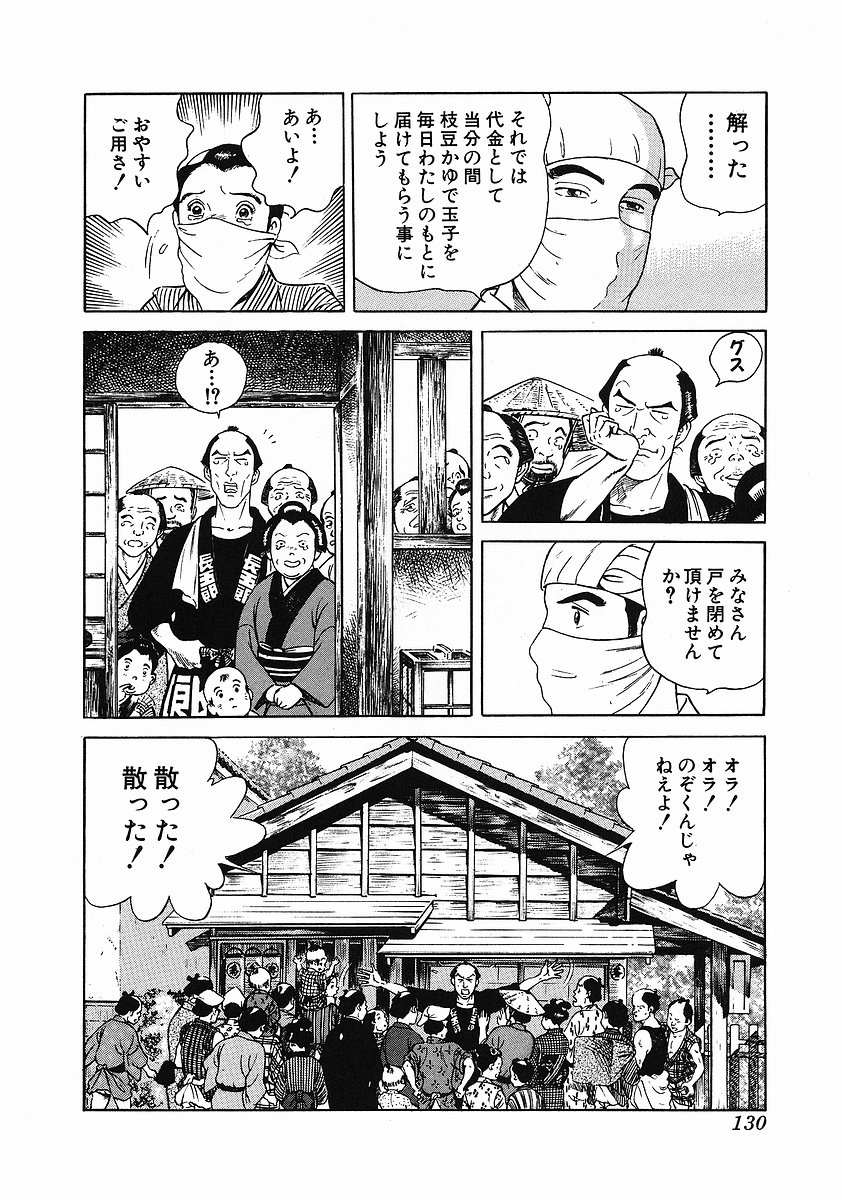 解った
………
それでは
代金として
当分の間
枝豆かゆで玉子を
毎日わたしのもとに
届けてもらう事に
しよう
あ…
あいよ！
おやすい
ご用さ！
グス
あ…!?
みなさん
戸を閉めて
頂けません
か？
オラ！
オラ！
のぞくんじゃ
ねえよ！
散った！
散った！
130